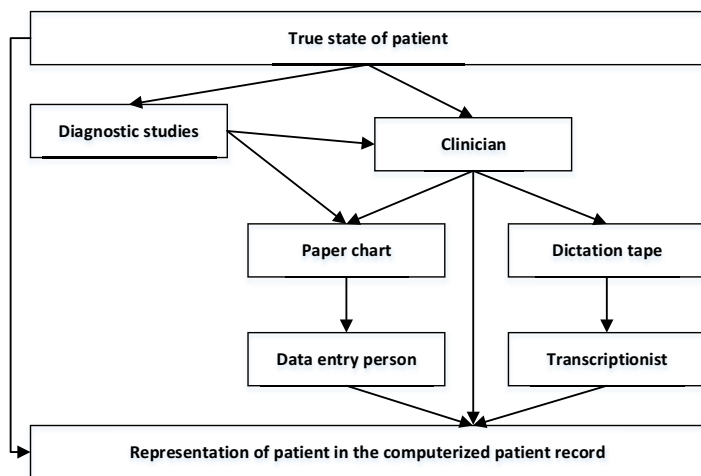 True state of patient
Diagnostic studies
Clinician
Paper chart
Dictation tape
Data entry person
Transcriptionist
Representation of patient in the computerized patient record